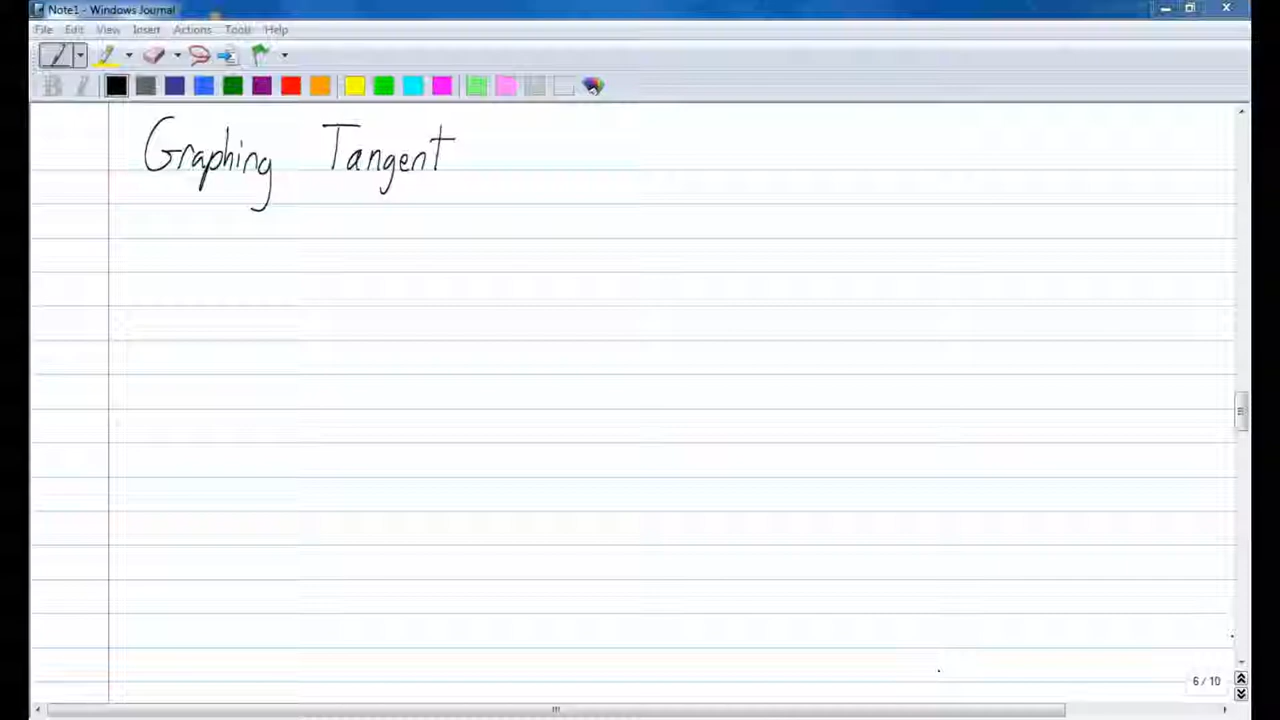 Note1 - Windows Journal
File Edit View Insert Actions Tools Help
B I
Graphing Tangent
6 / 10